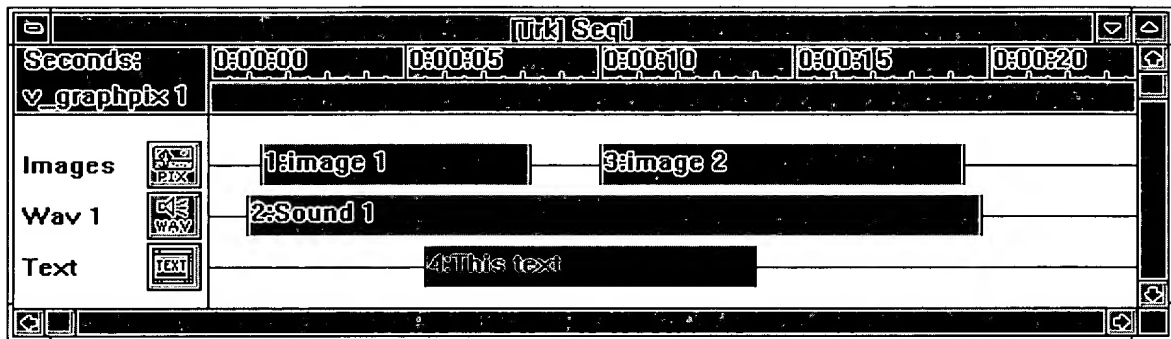 [Trk] Seq1
Seconds: 0:00:00 0:00:05 0:00:10 0:00:15 0:00:20
v_graphpix 1
Images PIX 1:image 1 3:image 2
Wav 1 WAV 2:Sound 1
Text TEXT 4:This text